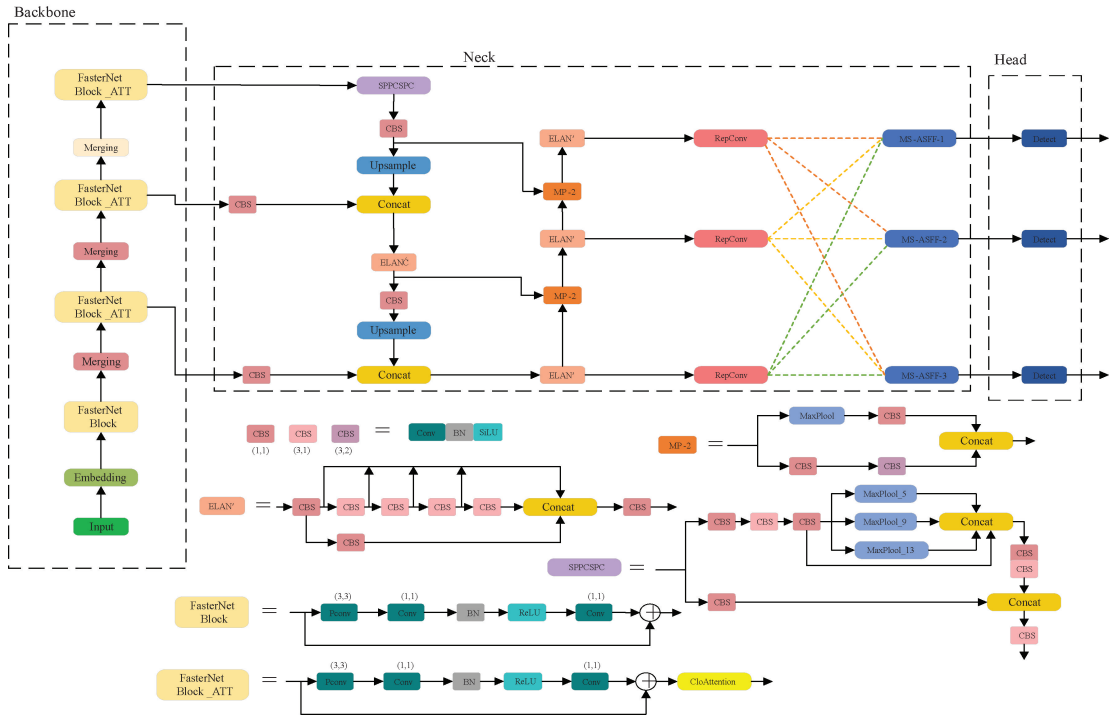 Backbone
Neck
Head
FasterNet
Block _ATT
Merging
FasterNet
Block _ATT
Merging
FasterNet
Block_ATT
Merging
FasterNet
Block
Embedding
Input
SPPCSPC
CBS
Upsample
CBS
Concat
ELANĆ
CBS
Upsample
CBS
Concat
ELAN'
MP-2
ELAN'
MP-2
ELAN'
RepConv
RepConv
RepConv
MS-ASFF-1
MS-ASFF-2
MS-ASFF-3
Detect
Detect
Detect
CBS CBS CBS = Conv BN SiLU
(1,1) (3,1) (3,2)
MP-2 =
MaxPlool CBS
Concat
CBS CBS
ELAN' = CBS CBS CBS CBS CBS Concat CBS
CBS
SPPCSPC =
MaxPlool_5
CBS CBS CBS MaxPlool_9 Concat
MaxPlool_13
CBS
CBS
CBS Concat
CBS
(3,3) (1,1) (1,1)
FasterNet
Block
= Pconv Conv BN ReLU Conv
(3,3) (1,1) (1,1)
FasterNet
Block _ATT
= Pconv Conv BN ReLU Conv CloAttention